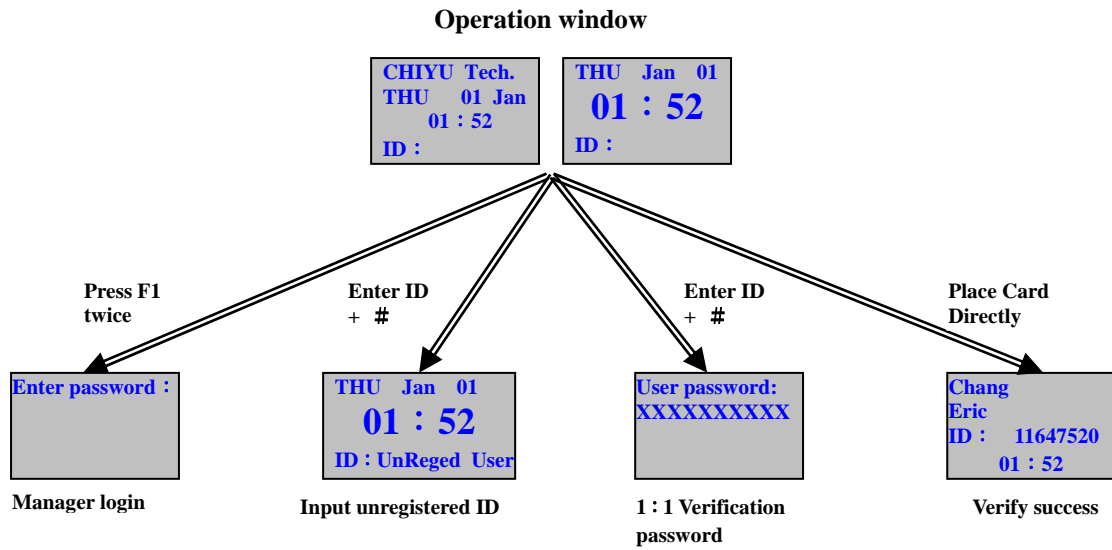 Operation window
CHIYU Tech.
THU 01 Jan
01：52
ID：
THU Jan 01
01：52
ID：
Press F1
twice
Enter ID
+ #
Enter ID
+ #
Place Card
Directly
Enter password：
THU Jan 01
01：52
ID：UnReged User
User password:
XXXXXXXXXX
Chang
Eric
ID： 11647520
01：52
Manager login
Input unregistered ID
1：1 Verification
password
Verify success